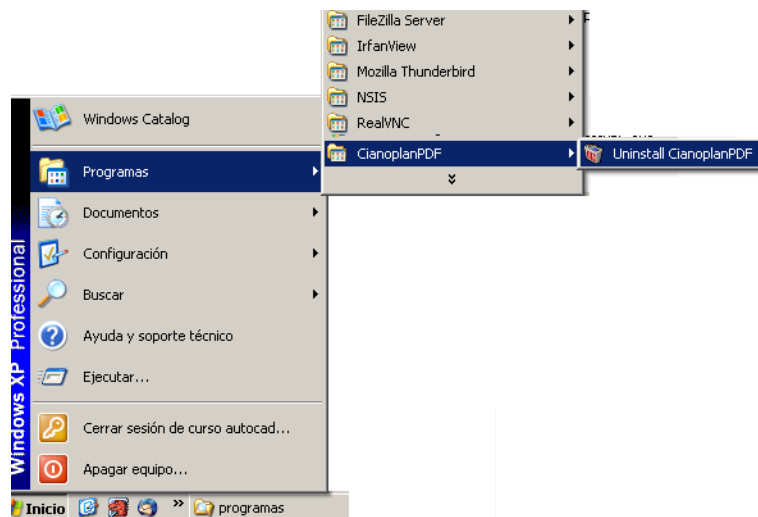 FileZilla Server
IrfanView
Mozilla Thunderbird
NSIS
RealVNC
CianoplanPDF
Uninstall CianoplanPDF
Windows Catalog
Programas
Documentos
Configuración
Buscar
Ayuda y soporte técnico
Ejecutar...
Cerrar sesión de curso autocad...
Apagar equipo...
Windows XP Professional
Inicio
programas